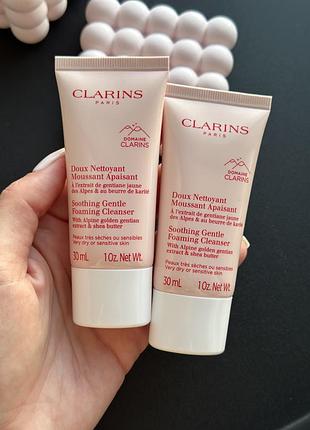 CLARINS
PARIS
DOMAINE
CLARINS
Doux Nettoyant
Moussant Apaisant
A l'extrait de gentiane jaune
des Alpes & au beurre de karité
Soothing Gentle
Foaming Cleanser
With Alpine golden gentian
extract & shea butter
Peaux très sèches ou sensibles
Very dry or sensitive skin
30 mL 1 Oz. Net Wt.
CLARINS
PARIS
DOMAINE
CLARINS
Doux Nettoyant
Moussant Apaisant
A l'extrait de gentiane jaune
des Alpes & au beurre de karité
Soothing Gentle
Foaming Cleanser
With Alpine golden gentian
extract & shea butter
Peaux très sèches ou sensibles
Very dry or sensitive skin
30 mL 1 Oz. Net Wt.